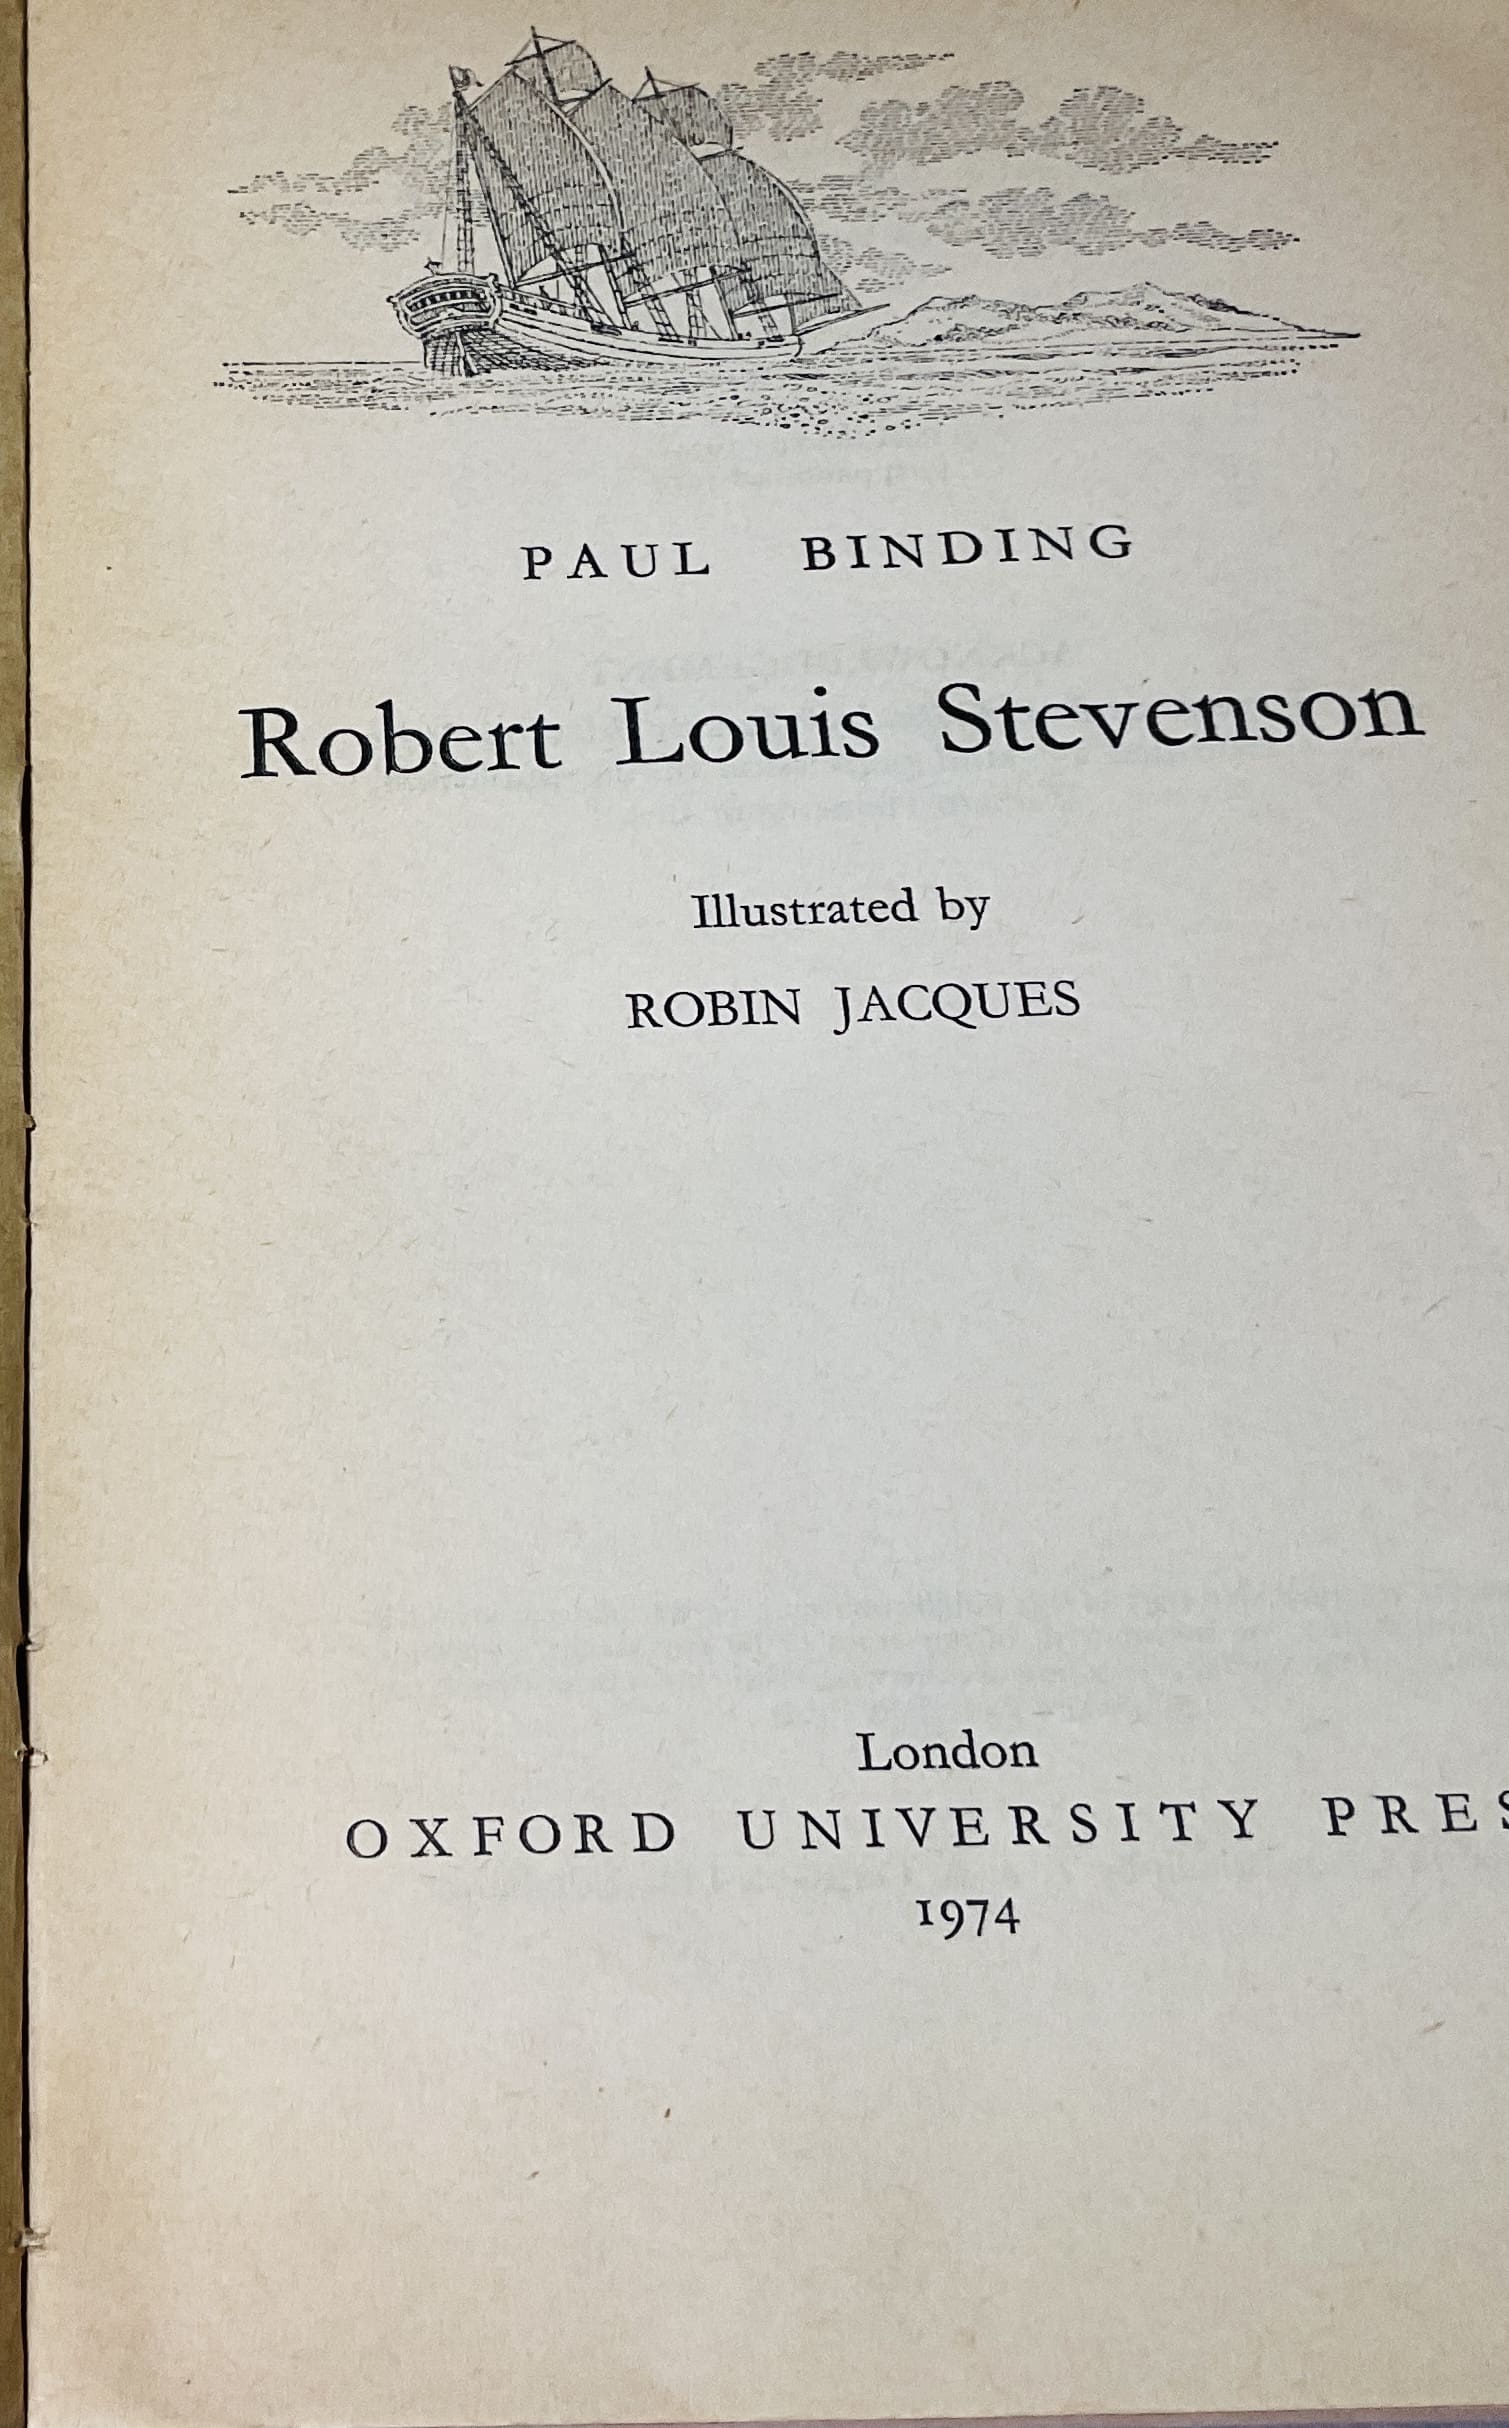 PAUL BINDING
Robert Louis Stevenson
Illustrated by
ROBIN JACQUES
London
OXFORD UNIVERSITY PRES
1974